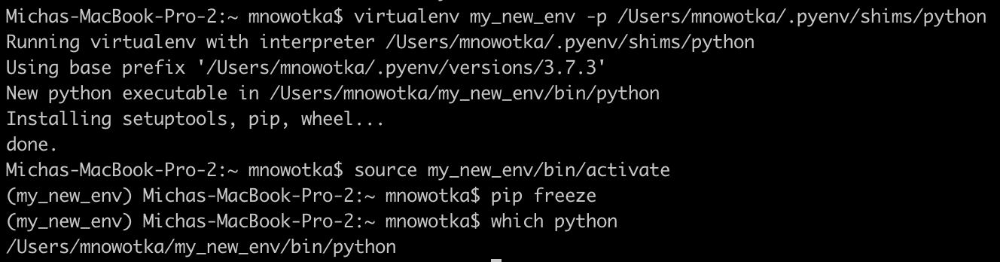 Michas-MacBook-Pro-2:~ mnowotka$ virtualenv my_new_env -p /Users/mnowotka/.pyenv/shims/python
Running virtualenv with interpreter /Users/mnowotka/.pyenv/shims/python
Using base prefix '/Users/mnowotka/.pyenv/versions/3.7.3'
New python executable in /Users/mnowotka/my_new_env/bin/python
Installing setuptools, pip, wheel...
done.
Michas-MacBook-Pro-2:~ mnowotka$ source my_new_env/bin/activate
(my_new_env) Michas-MacBook-Pro-2:~ mnowotka$ pip freeze
(my_new_env) Michas-MacBook-Pro-2:~ mnowotka$ which python
/Users/mnowotka/my_new_env/bin/python